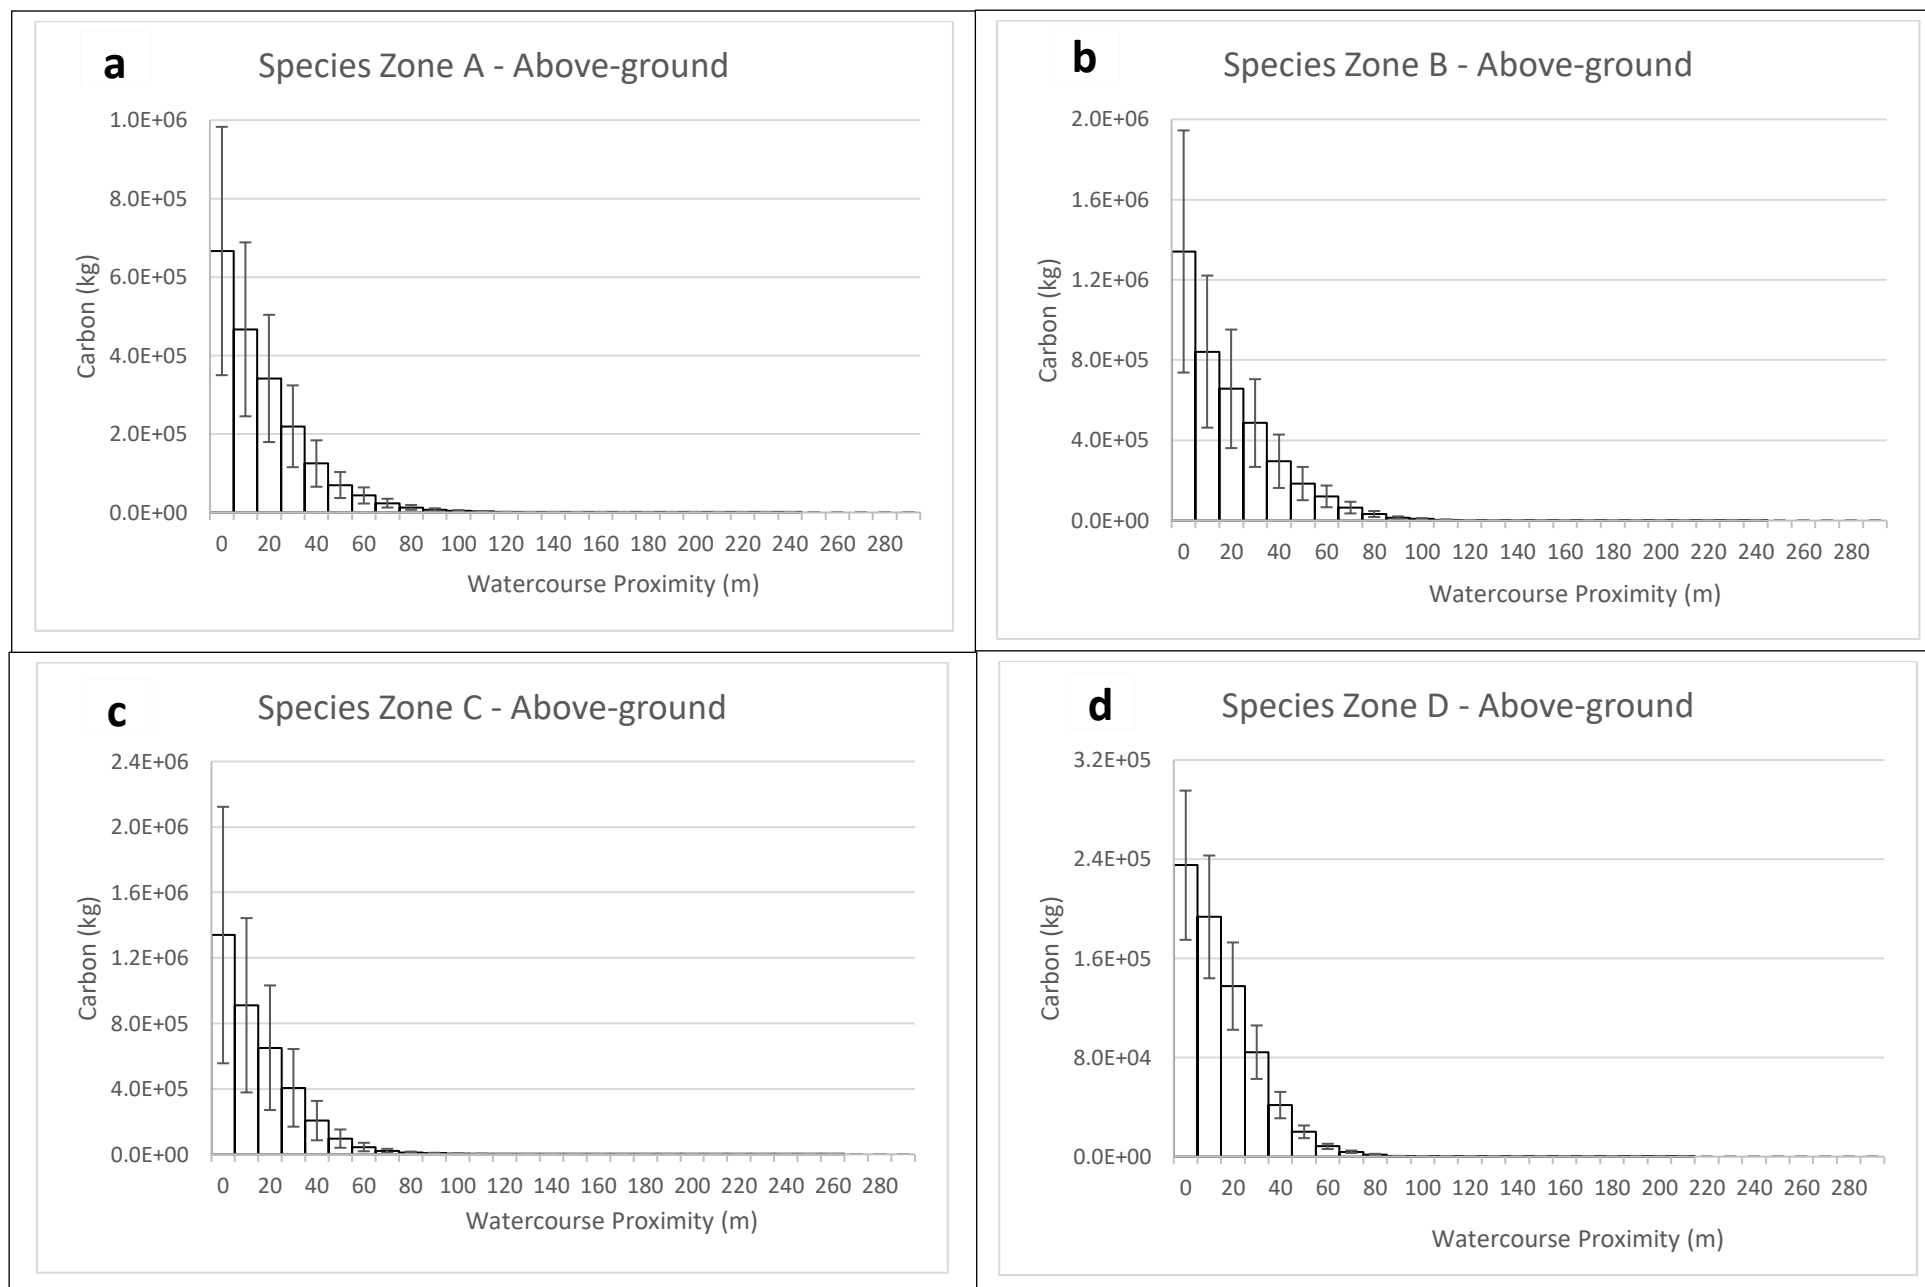 a
Species Zone A - Above-ground
1.0E+06
8.0E+05
6.0E+05
4.0E+05
2.0E+05
0.0E+00
Carbon (kg)
0 20 40 60 80 100 120 140 160 180 200 220 240 260 280
Watercourse Proximity (m)
b
Species Zone B - Above-ground
2.0E+06
1.6E+06
1.2E+06
8.0E+05
4.0E+05
0.0E+00
Carbon (kg)
0 20 40 60 80 100 120 140 160 180 200 220 240 260 280
Watercourse Proximity (m)
c
Species Zone C - Above-ground
2.4E+06
2.0E+06
1.6E+06
1.2E+06
8.0E+05
4.0E+05
0.0E+00
Carbon (kg)
0 20 40 60 80 100 120 140 160 180 200 220 240 260 280
Watercourse Proximity (m)
d
Species Zone D - Above-ground
3.2E+05
2.4E+05
1.6E+05
8.0E+04
0.0E+00
Carbon (kg)
0 20 40 60 80 100 120 140 160 180 200 220 240 260 280
Watercourse Proximity (m)